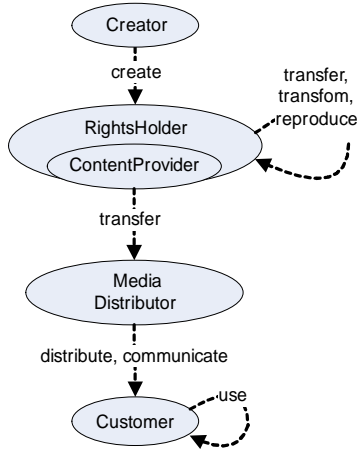 Creator
create
transfer,
transfom,
reproduce
RightsHolder
ContentProvider
transfer
Media
Distributor
distribute, communicate
use
Customer